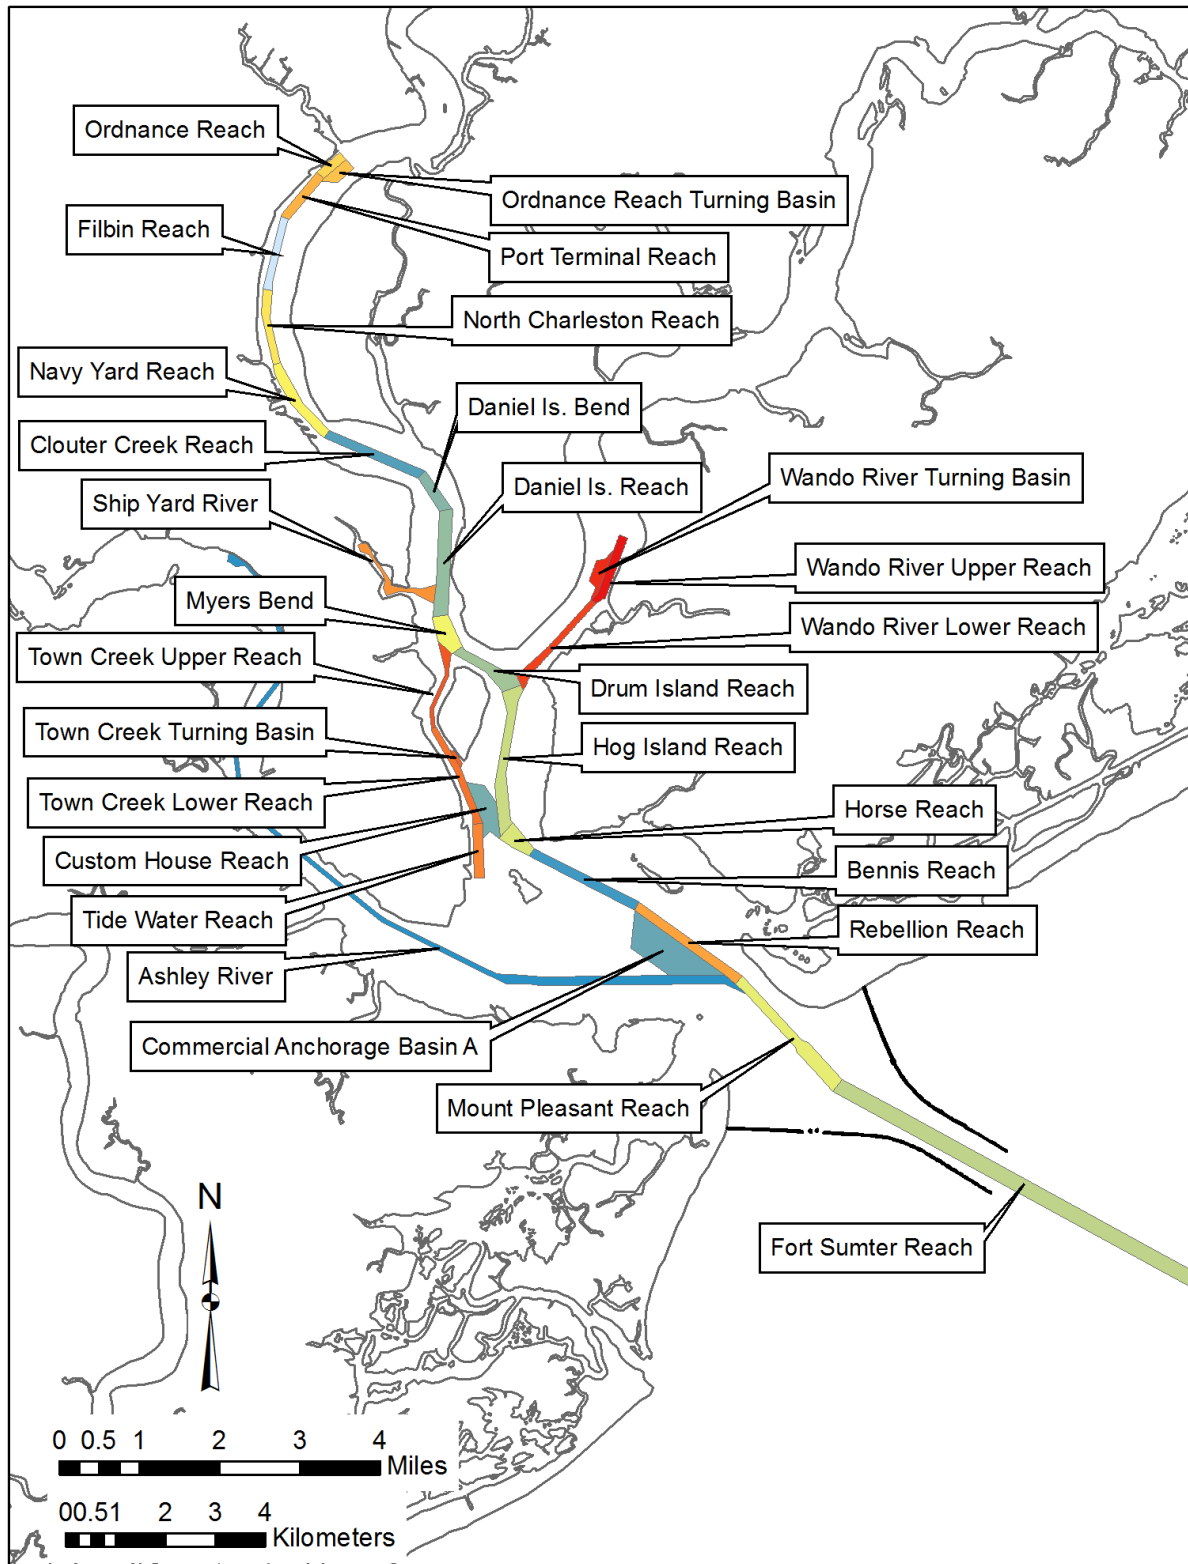 Ordnance Reach
Ordnance Reach Turning Basin
Filbin Reach
Port Terminal Reach
North Charleston Reach
Navy Yard Reach
Daniel Is. Bend
Clouter Creek Reach
Wando River Turning Basin
Daniel Is. Reach
Ship Yard River
Wando River Upper Reach
Myers Bend
Wando River Lower Reach
Town Creek Upper Reach
Drum Island Reach
Town Creek Turning Basin
Hog Island Reach
Town Creek Lower Reach
Horse Reach
Custom House Reach
Bennis Reach
Tide Water Reach
Rebellion Reach
Ashley River
Commercial Anchorage Basin A
Mount Pleasant Reach
N
Fort Sumter Reach
0 0.5 1 2 3 4
Miles
00.51 2 3 4
Kilometers